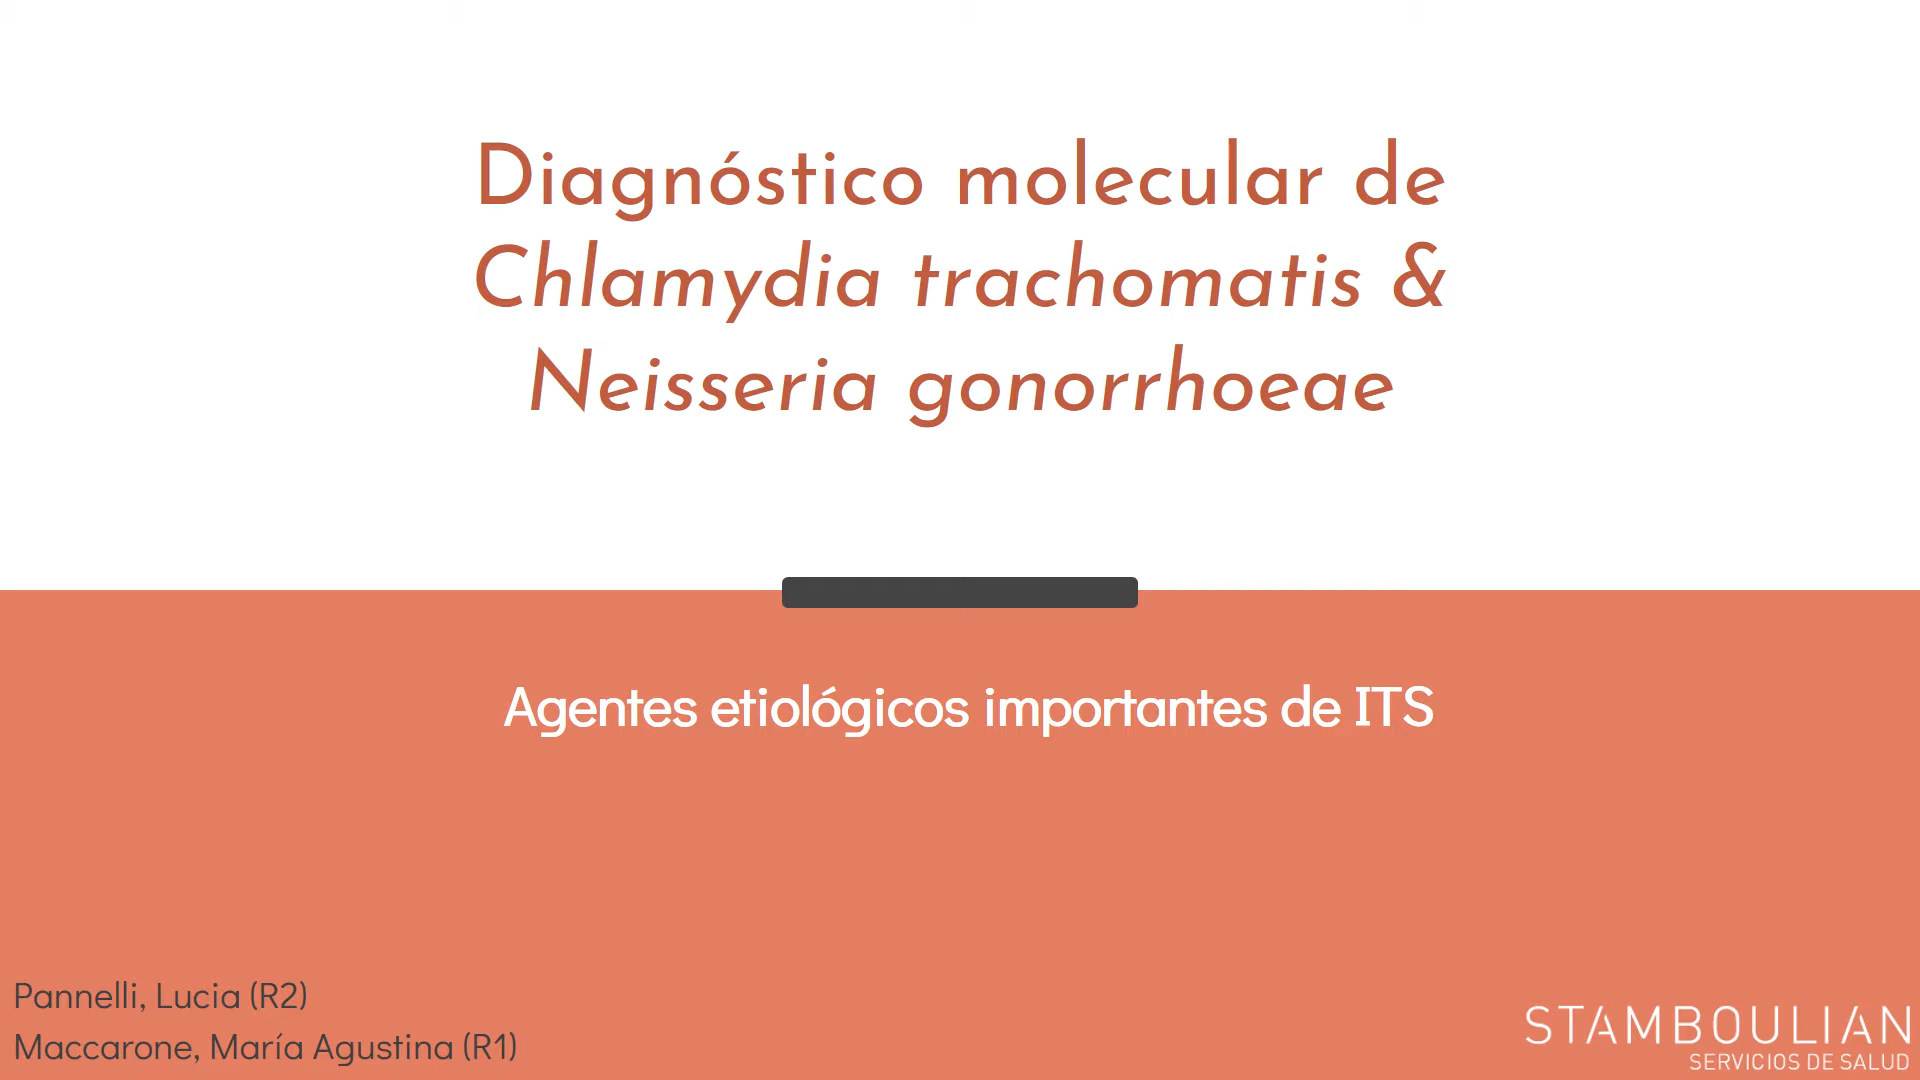 Diagnóstico molecular de
Chlamydia trachomatis &
Neisseria gonorrhoeae
Agentes etiológicos importantes de ITS
Pannelli, Lucia (R2)
Maccarone, María Agustina (R1)
STAMBOULIAN
SERVICIOS DE SALUD